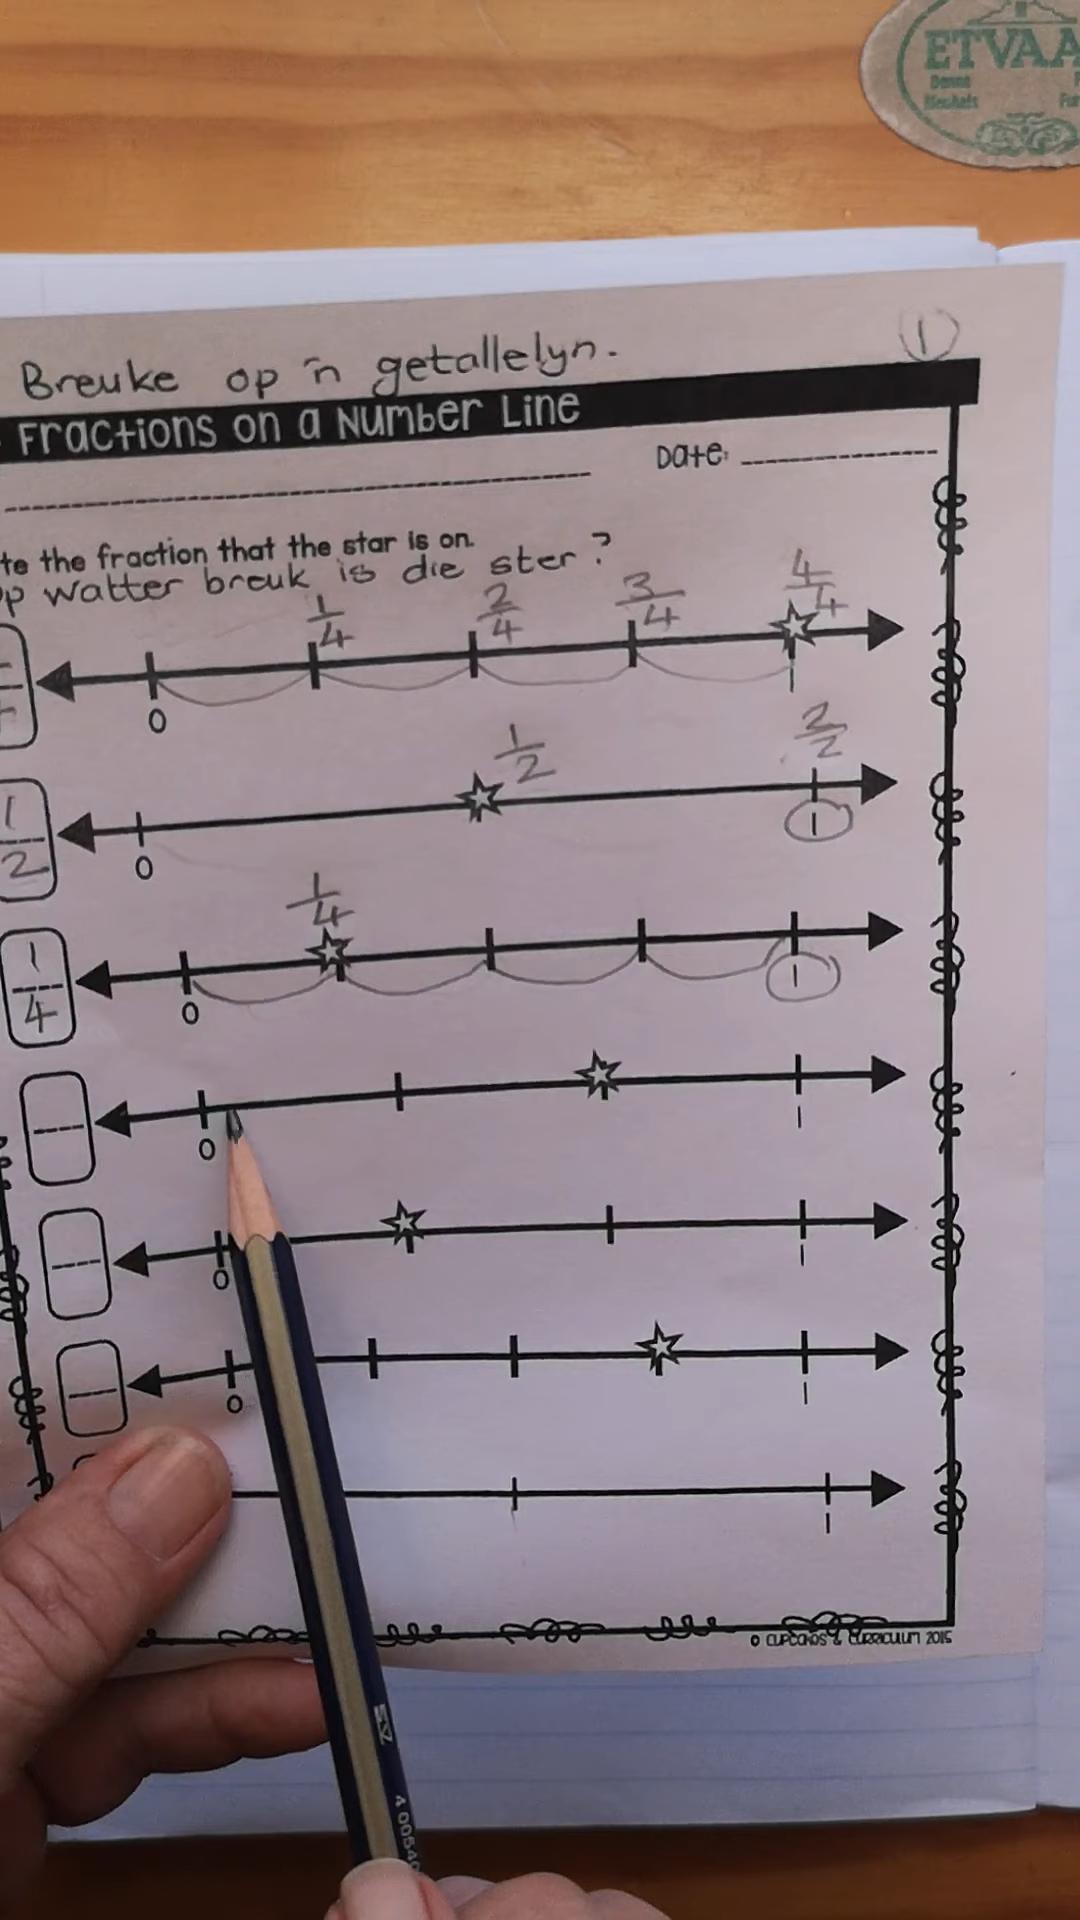 ETVAA
①
Breuke op 'n getallelyn.
Fractions on a Number Line
Date:
te the fraction that the star is on.
p watter breuk is die ster?
1/4 2/4 3/4 4/4
0 1
1/2 2/2
1/2
0 1
1/4
1/4
0 1
0 1
0 1
0 1
1
© CUPCAKES & CURRICULUM 2015